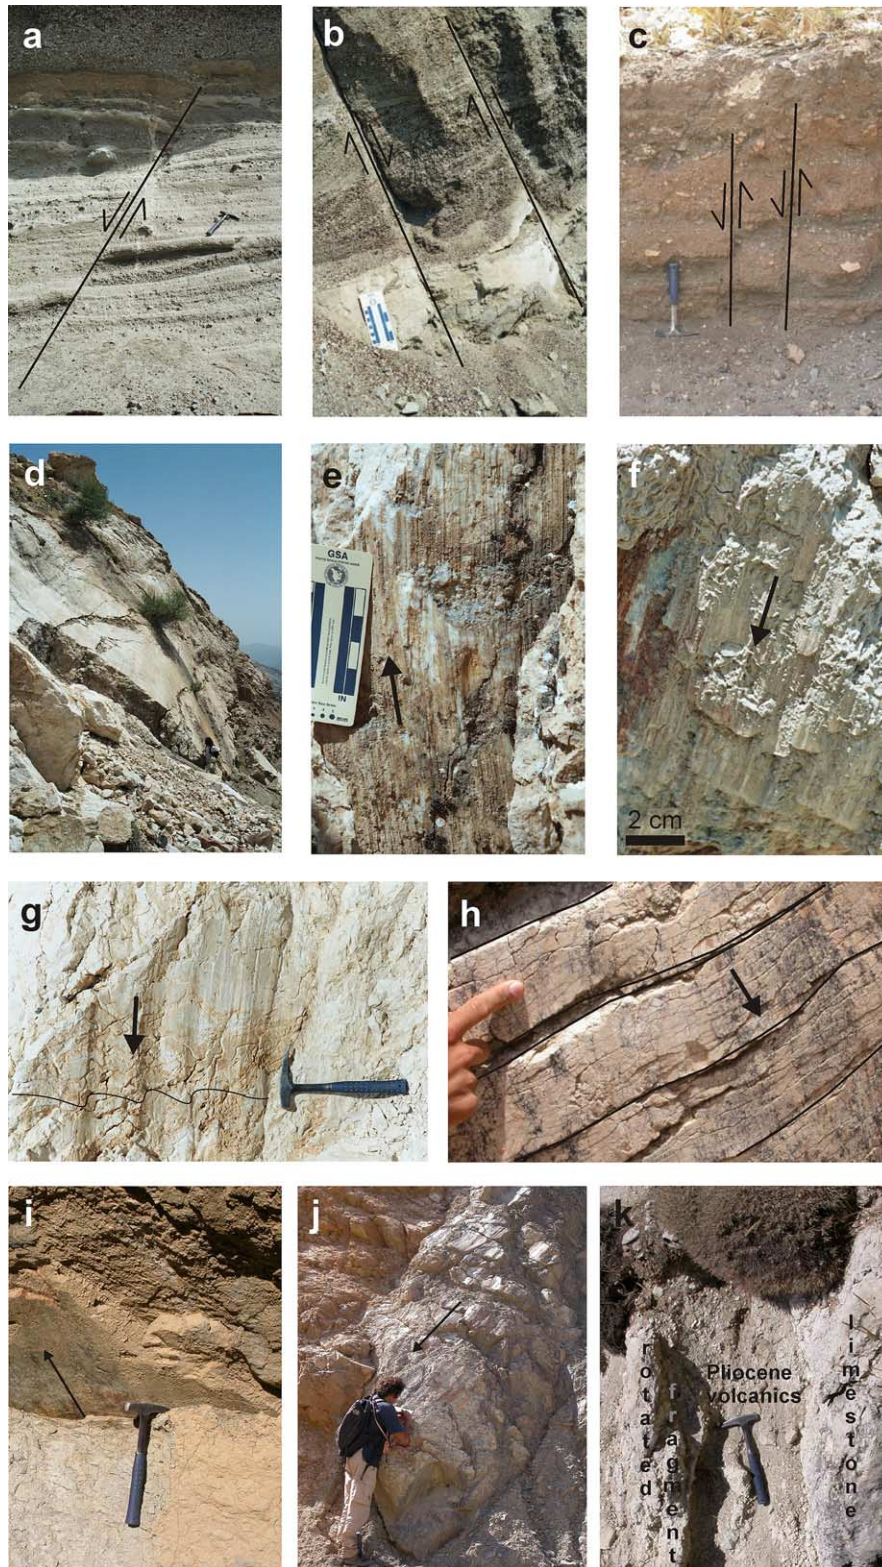 a
b
c
d
e
f
GSA
IN
2 cm
g
h
i
j
k
rotated
fragment
Pliocene
volcanics
limestone